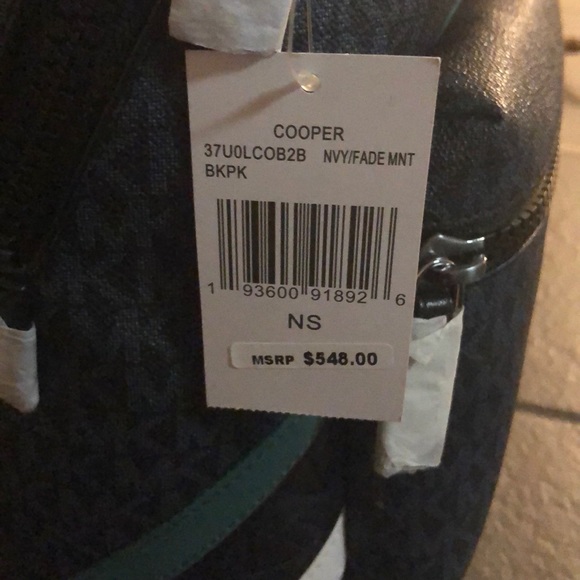 COOPER
37U0LCOB2B NVY/FADE MNT
BKPK
1 93600 91892 6
NS
MSRP $548.00